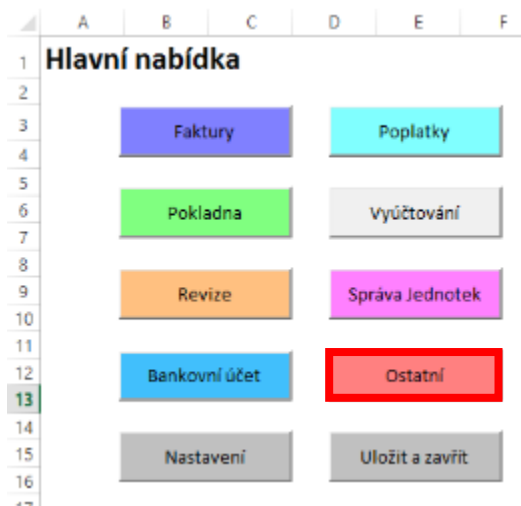 A B C D E F
1 Hlavní nabídka
2
3 Faktury Poplatky
4
5
6 Pokladna Vyúčtování
7
8
9 Revize Správa Jednotek
10
11
12 Bankovní účet Ostatní
13
14
15 Nastavení Uložit a zavřít
16
17